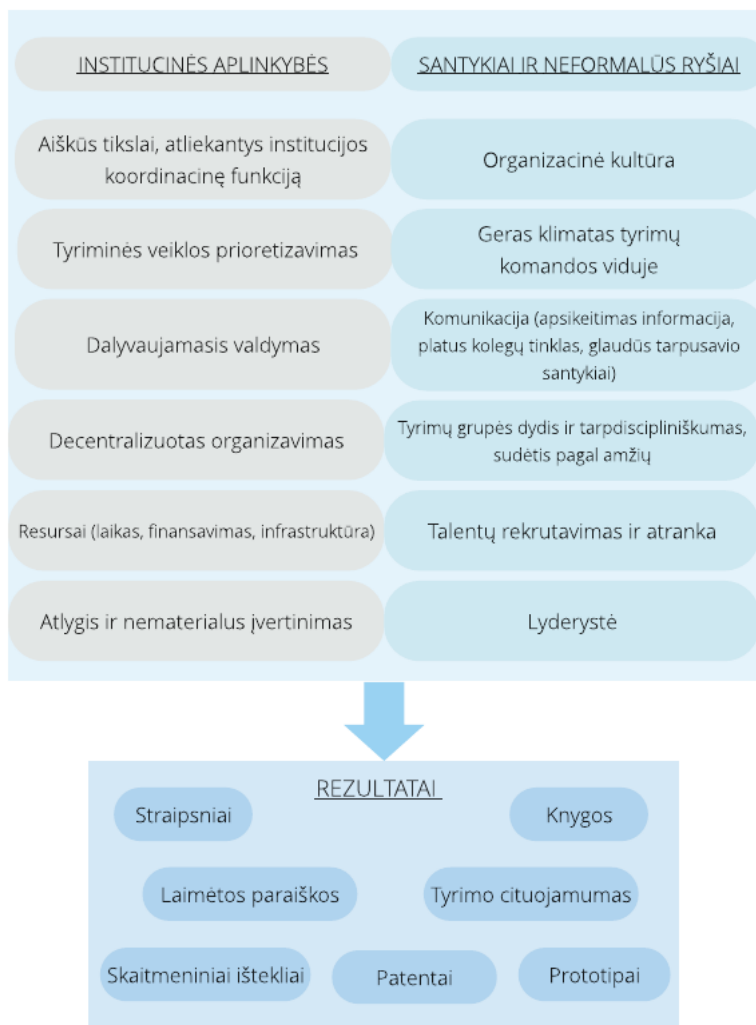 INSTITUCINĖS APLINKYBĖS
SANTYKIAI IR NEFORMALŪS RYŠIAI
Aiškūs tikslai, atliekantys institucijos
koordinacinę funkciją
Organizacinė kultūra
Tyriminės veiklos prioretizavimas
Geras klimatas tyrimų
komandos viduje
Dalyvaujamasis valdymas
Komunikacija (apsikeitimas informacija,
platus kolegų tinklas, glaudūs tarpusavio
santykiai)
Decentralizuotas organizavimas
Tyrimų grupės dydis ir tarpdiscipliniškumas,
sudėtis pagal amžių
Resursai (laikas, finansavimas, infrastruktūra)
Talentų rekrutavimas ir atranka
Atlygis ir nematerialus įvertinimas
Lyderystė
REZULTATAI
Straipsniai
Knygos
Laimėtos paraiškos
Tyrimo cituojamumas
Skaitmeniniai ištekliai
Patentai
Prototipai